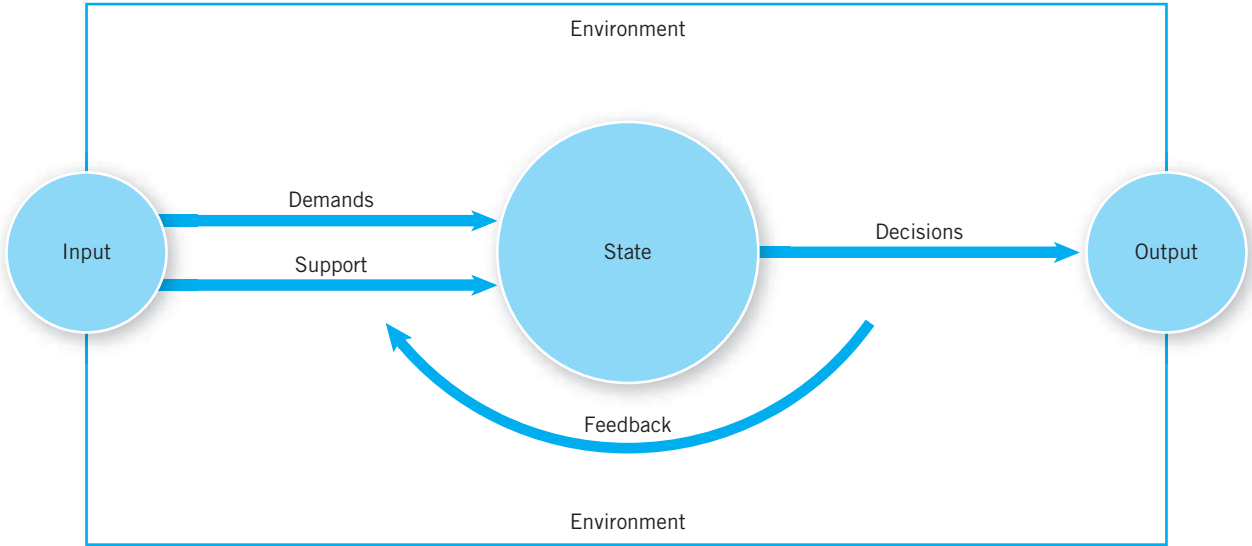 Environment
Demands
Decisions
Input
State
Output
Support
Feedback
Environment